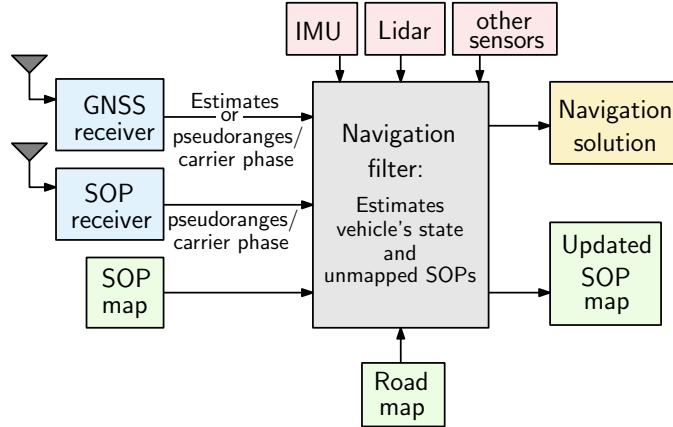 IMU
Lidar
other
sensors
GNSS
receiver
Estimates
or
pseudoranges/
carrier phase
SOP
receiver
pseudoranges/
carrier phase
SOP
map
Navigation
filter:
Estimates
vehicle's state
and
unmapped SOPs
Navigation
solution
Updated
SOP
map
Road
map